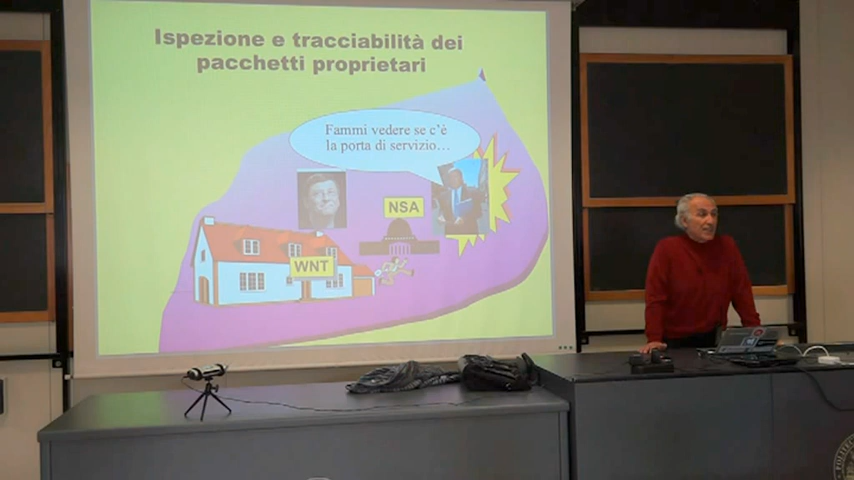 Ispezione e tracciabilità dei
pacchetti proprietari
Fammi vedere se c'è
la porta di servizio...
NSA
WNT